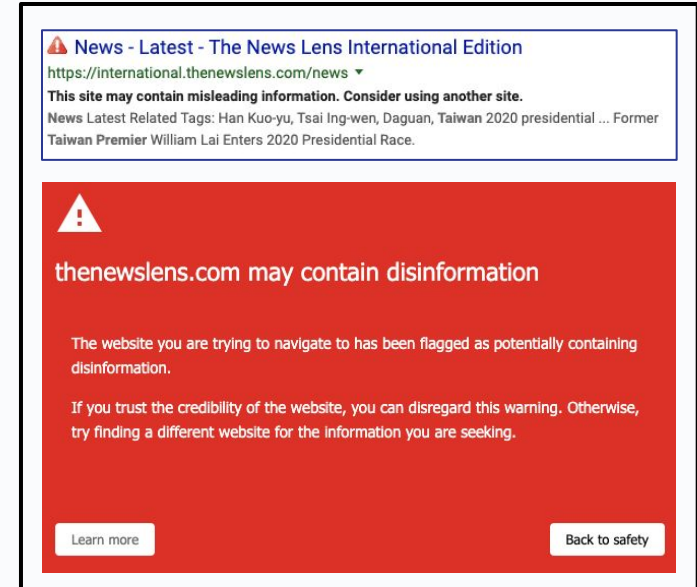 News - Latest - The News Lens International Edition
https://international.thenewslens.com/news ▼
This site may contain misleading information. Consider using another site.
News Latest Related Tags: Han Kuo-yu, Tsai Ing-wen, Daguan, Taiwan 2020 presidential ... Former
Taiwan Premier William Lai Enters 2020 Presidential Race.
thenewslens.com may contain disinformation
The website you are trying to navigate to has been flagged as potentially containing
disinformation.
If you trust the credibility of the website, you can disregard this warning. Otherwise,
try finding a different website for the information you are seeking.
Learn more
Back to safety